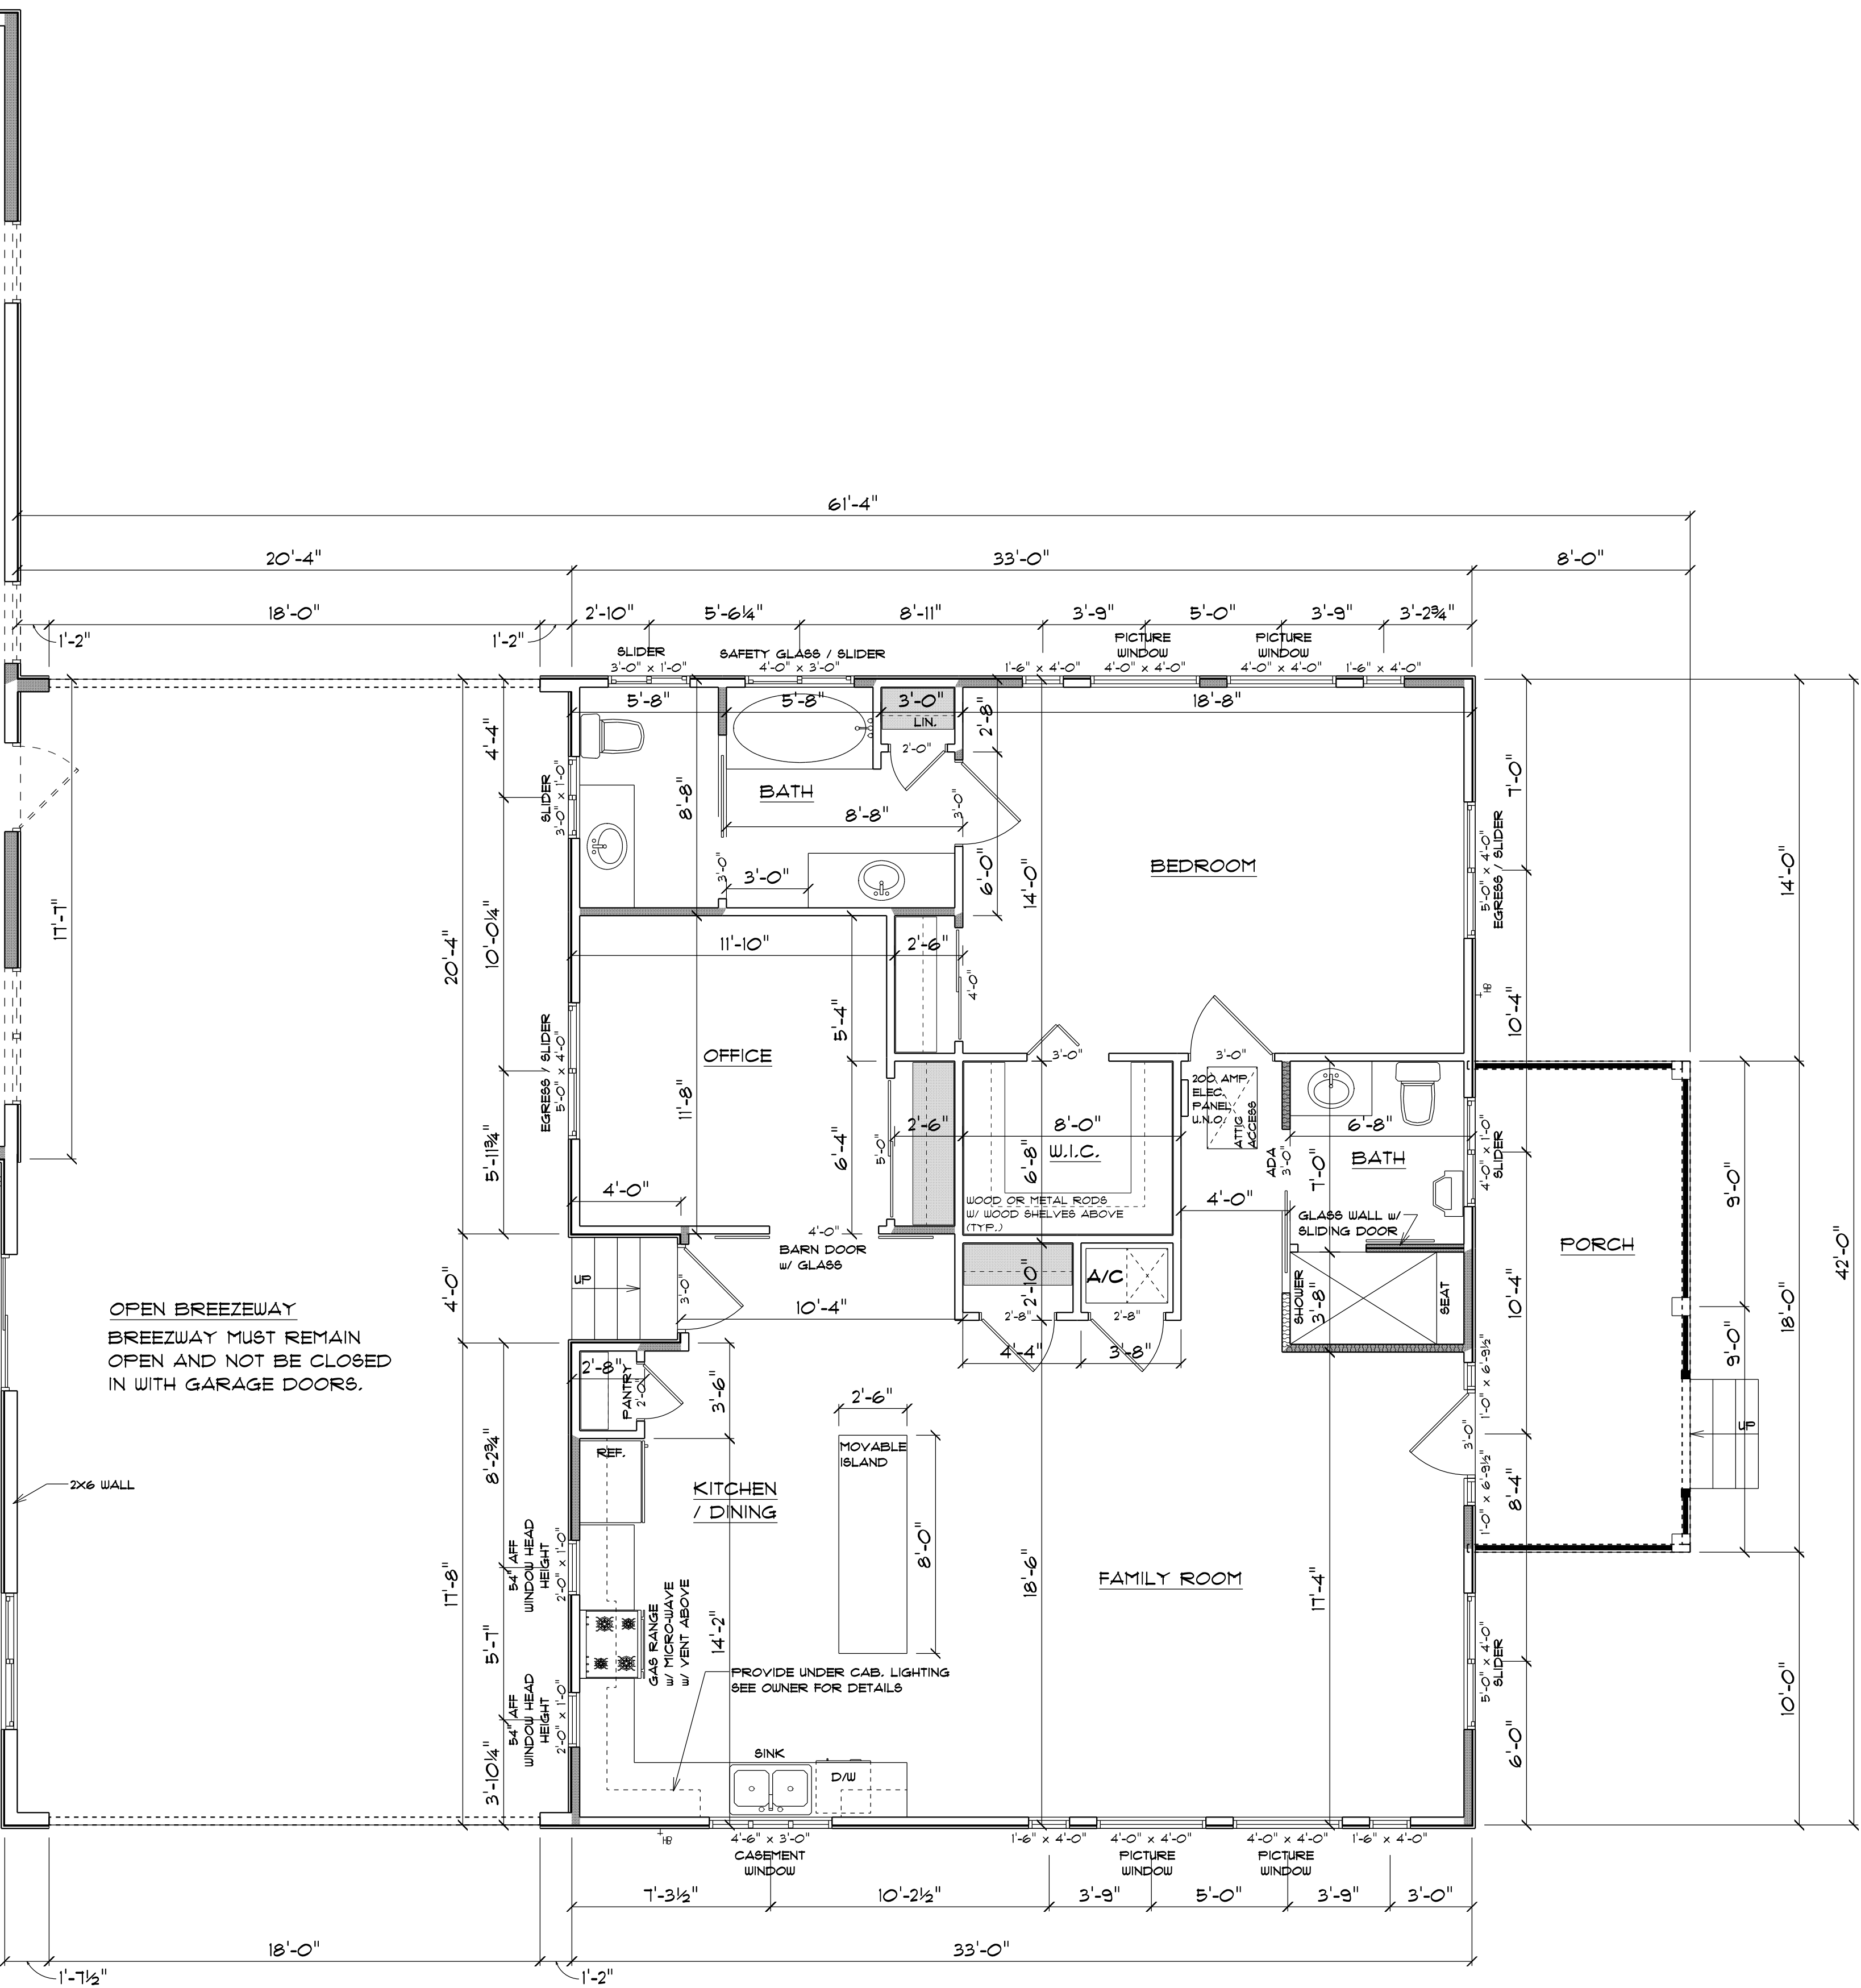 61'-4"
20'-4"
33'-0"
8'-0"
18'-0"
2'-10"
5'-6¼"
8'-11"
3'-9"
5'-0"
3'-9"
3'-2¾"
1'-2"
1'-2"
SLIDER
3'-0" x 1'-0"
SAFETY GLASS / SLIDER
4'-0" x 3'-0"
PICTURE
WINDOW
PICTURE
WINDOW
1'-6" x 4'-0"
4'-0" x 4'-0"
4'-0" x 4'-0"
1'-6" x 4'-0"
5'-8"
5'-8"
3'-0"
18'-8"
LIN.
2'-8"
2'-0"
4'-4"
SLIDER
3'-0" x 1'-0"
8'-8"
BATH
8'-8"
3'-0"
3'-0"
3'-0"
6'-0"
14'-0"
BEDROOM
7'-0"
5'-0" x 4'-0"
EGRESS / SLIDER
14'-0"
17'-7"
20'-4"
10'-0¼"
11'-10"
2'-6"
4'-0"
HB
10'-4"
42'-0"
EGRESS / SLIDER
5'-0" x 4'-0"
OFFICE
5'-4"
11'-8"
3'-0"
3'-0"
200 AMP
ELEC.
PANEL
U.N.O.
ATTIC
ACCESS
5'-11¾"
6'-4"
2'-6"
5'-0"
8'-0"
W.I.C.
6'-8"
WOOD OR METAL RODS
W/ WOOD SHELVES ABOVE
(TYP.)
ADA
3'-0"
6'-8"
BATH
7'-0"
4'-0" x 1'-0"
SLIDER
4'-0"
4'-0"
GLASS WALL w/
SLIDING DOOR
9'-0"
4'-0"
BARN DOOR
w/ GLASS
PORCH
4'-0"
UP
3'-0"
10'-4"
2'-10"
A/C
2'-8"
2'-8"
4'-4"
3'-8"
SHOWER
3'-8"
SEAT
10'-4"
18'-0"
9'-0"
OPEN BREEZEWAY
BREEZWAY MUST REMAIN
OPEN AND NOT BE CLOSED
IN WITH GARAGE DOORS.
2'-8"
PANTRY
2'-0"
3'-6"
2'-6"
1'-0" x 6'-9½"
3'-0"
UP
2X6 WALL
8'-2¾"
REF.
KITCHEN
/ DINING
MOVABLE
ISLAND
8'-0"
1'-0" x 6'-9½"
8'-4"
17'-8"
54" AFF
WINDOW HEAD
HEIGHT
2'-0" x 1'-0"
18'-6"
FAMILY ROOM
17'-4"
5'-7"
GAS RANGE
w/ MICRO-WAVE
w/ VENT ABOVE
14'-2"
PROVIDE UNDER CAB. LIGHTING
SEE OWNER FOR DETAILS
5'-0" x 4'-0"
SLIDER
10'-0"
54" AFF
WINDOW HEAD
HEIGHT
2'-0" x 1'-0"
3'-10¼"
SINK
D/W
6'-0"
HB
4'-6" x 3'-0"
CASEMENT
WINDOW
1'-6" x 4'-0"
4'-0" x 4'-0"
PICTURE
WINDOW
4'-0" x 4'-0"
PICTURE
WINDOW
1'-6" x 4'-0"
7'-3½"
10'-2½"
3'-9"
5'-0"
3'-9"
3'-0"
18'-0"
33'-0"
1'-7½"
1'-2"